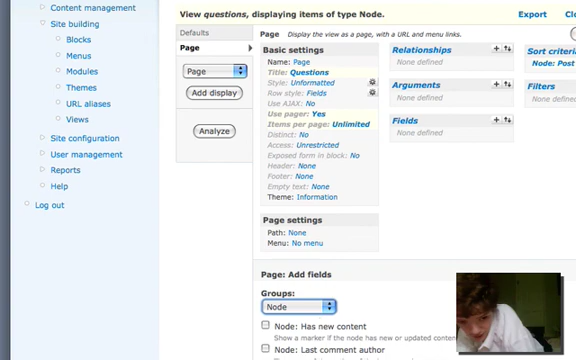 Content management
Site building
Blocks
Menus
Modules
Themes
URL aliases
Views
Site configuration
User management
Reports
Help
Log out
View questions, displaying items of type Node.
Export
Defaults
Page
Page
Add display
Analyze
Page Display the view as a page, with a URL and menu links.
Basic settings
Name: Page
Title: Questions
Style: Unformatted
Row style: Fields
Use AJAX: No
Use pager: Yes
Items per page: Unlimited
Distinct: No
Access: Unrestricted
Exposed form in block: No
Header: None
Footer: None
Empty text: None
Theme: Information
Page settings
Path: None
Menu: No menu
Relationships
None defined
Arguments
None defined
Fields
None defined
Sort criteri
Node: Post
Filters
None defined
Page: Add fields
Groups:
Node
Node: Has new content
Show a marker if the node has new or updated conten
Node: Last comment author